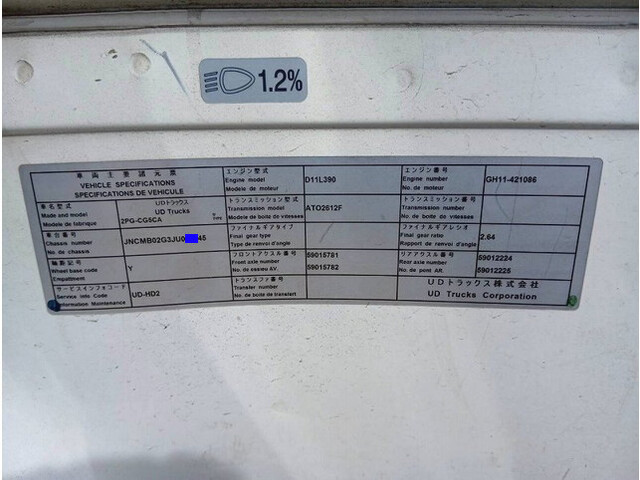 1.2%
車両主要諸元票
VEHICLE SPECIFICATIONS
SPECIFICATIONS DE VEHICULE
車名型式
Make and model
Modele de fabrique
UDトラックス
UD Trucks
2PG-CG5CA
TYPE
車台番号
Chassis number
No. de chassis
JNCMB02G3JU0 45
軸距記号
Wheel base code
Empattement
Y
サービスインフォコード
Service Info Code
Information Maintenance
UD-HD2
エンジン型式
Engine model
Modele de moteur
D11L390
トランスミッション型式
Transmission model
Modele de boite de vitesses
ATO2612F
ファイナルギアタイプ
Final gear type
Type de renvoi d'angle
フロントアクスル番号
Front axle number
No. de essieu AV.
59015781
59015782
トランスファ番号
Transfer number
No. de boite de transfert
エンジン番号
Engine number
No. de moteur
GH11-421086
トランスミッション番号
Transmission number
No. de boite de vitesses
ファイナルギアレシオ
Final gear ratio
Rapport de renvoi d'angle
2.64
リアアクスル番号
Rear axle number
No. de pont AR.
59012224
59012225
UDトラックス株式会社
UD Trucks Corporation